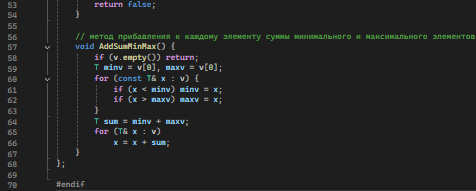 53 return false;
54 }
55
56 // метод прибавления к каждому элементу суммы минимального и максимального элементов
57 void AddSumMinMax() {
58 if (v.empty()) return;
59 T minv = v[0], maxv = v[0];
60 for (const T& x : v) {
61 if (x < minv) minv = x;
62 if (x > maxv) maxv = x;
63 }
64 T sum = minv + maxv;
65 for (T& x : v)
66 x = x + sum;
67 }
68 };
69
70 #endif